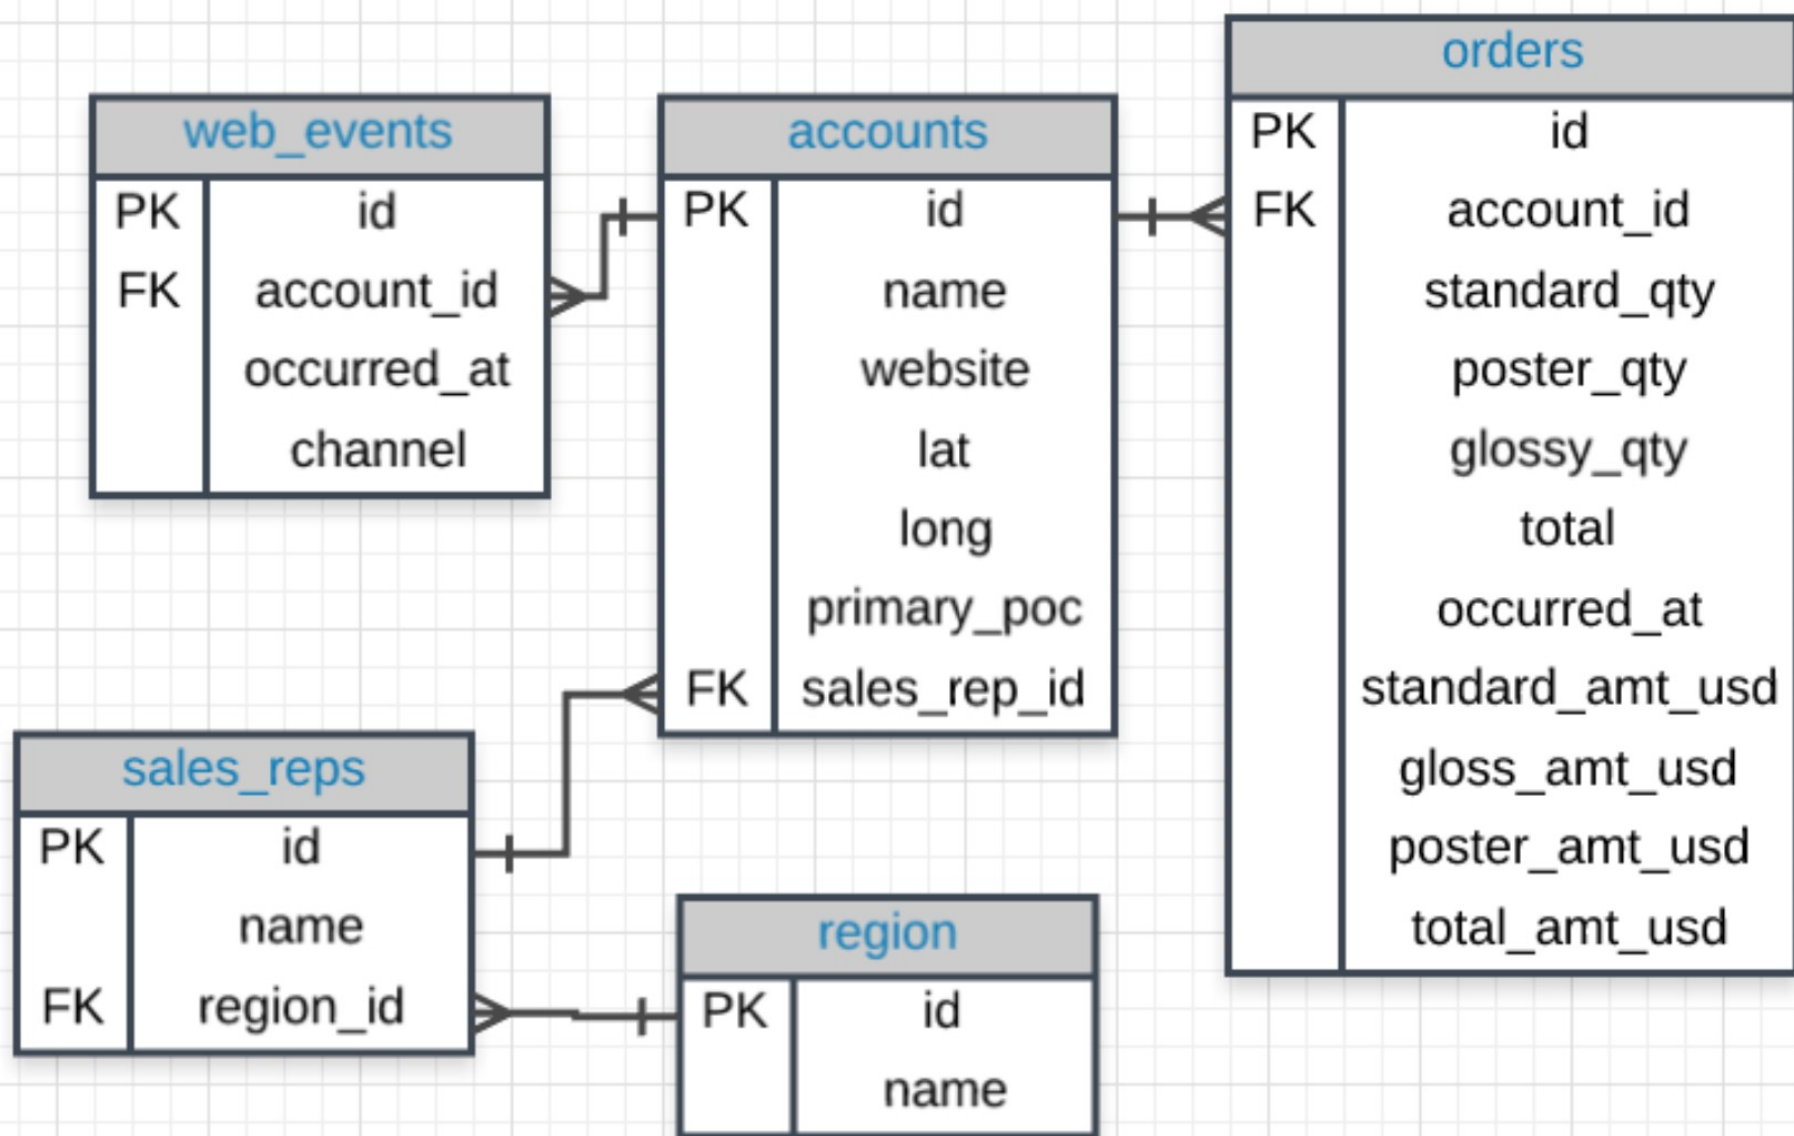 web_events
PK id
FK account_id
occurred_at
channel
accounts
PK id
name
website
lat
long
primary_poc
FK sales_rep_id
orders
PK id
FK account_id
standard_qty
poster_qty
glossy_qty
total
occurred_at
standard_amt_usd
gloss_amt_usd
poster_amt_usd
total_amt_usd
sales_reps
PK id
name
FK region_id
region
PK id
name